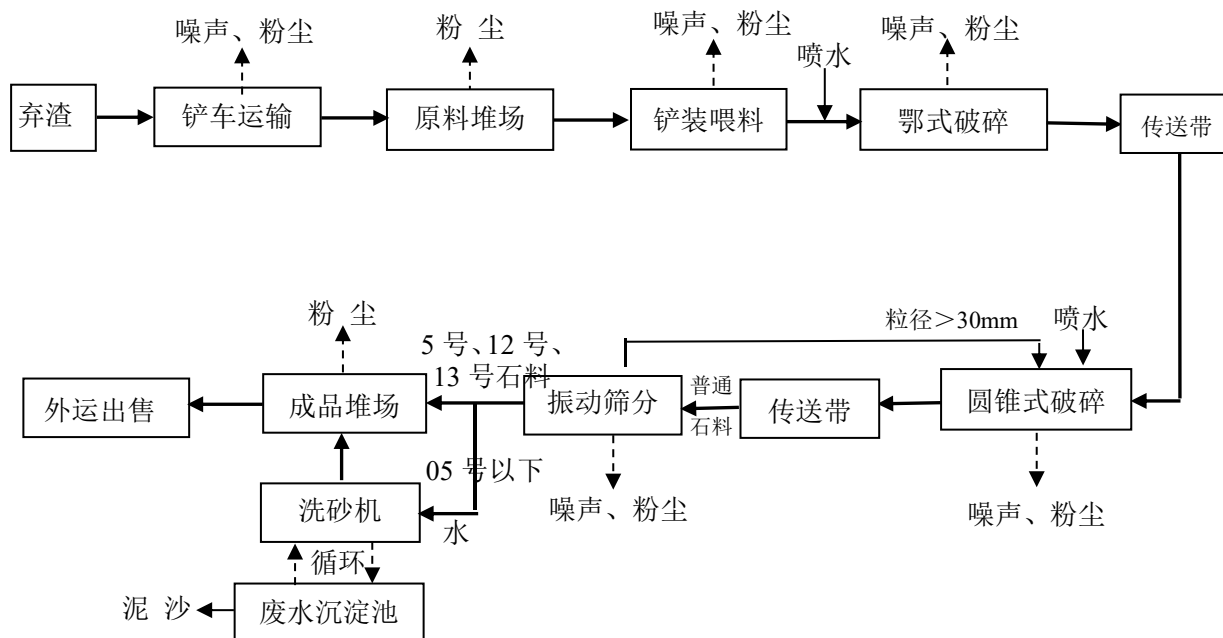 噪声、粉尘
粉 尘
噪声、粉尘
喷水
噪声、粉尘
弃渣
铲车运输
原料堆场
铲装喂料
鄂式破碎
传送带
粉 尘
粒径＞30mm
喷水
5 号、12 号、
13 号石料
普通
石料
外运出售
成品堆场
振动筛分
传送带
圆锥式破碎
05 号以下
噪声、粉尘
噪声、粉尘
洗砂机
水
循环
泥 沙
废水沉淀池